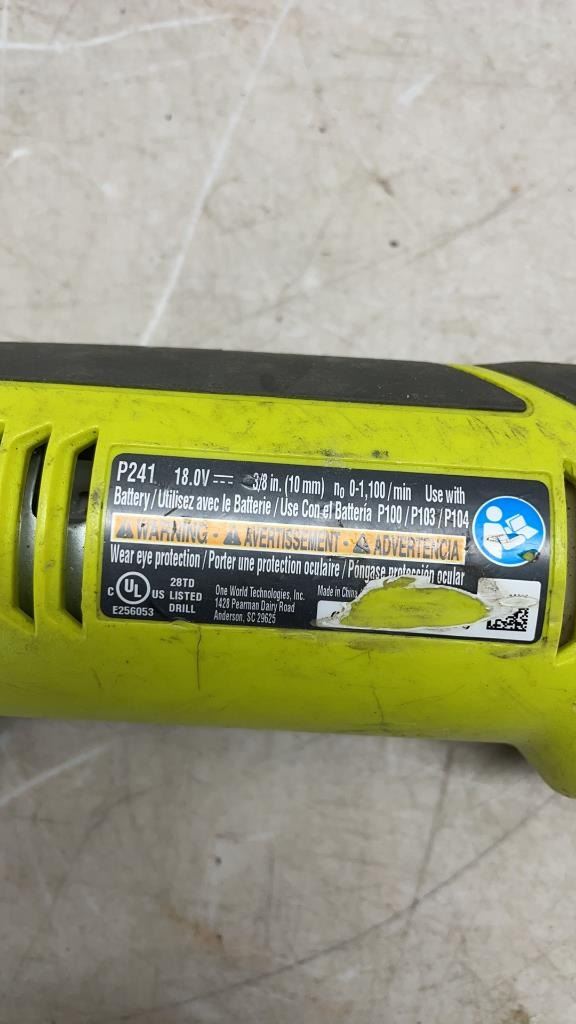 P241 18.0V⎓ 3/8 in. (10 mm) n₀ 0-1,100/min Use with
Battery / Utilisez avec le Batterie / Use Con el Batería P100 / P103 / P104
WARNING - AVERTISSEMENT - ADVERTENCIA
Wear eye protection / Porter une protection oculaire / Póngase protección ocular
C UL US LISTED
28TD
DRILL
E256053
One World Technologies, Inc.
1428 Pearman Dairy Road
Anderson, SC 29625
Made in China